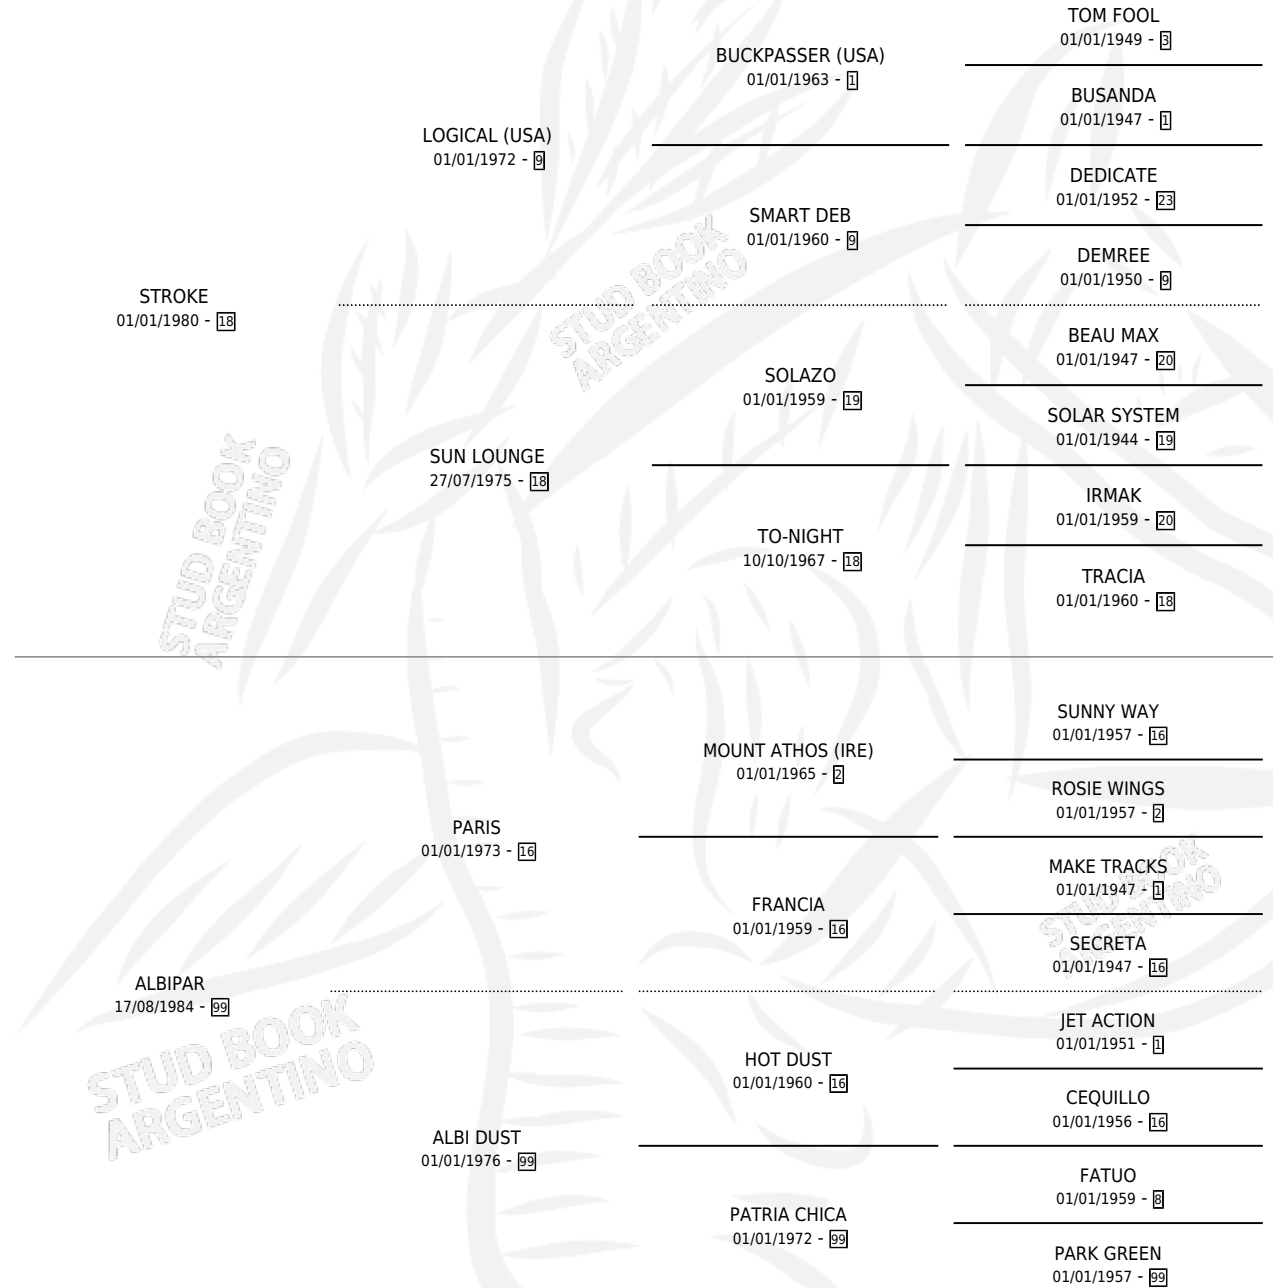 TOM FOOL
01/01/1949 - 3
BUCKPASSER (USA)
01/01/1963 - 1
BUSANDA
01/01/1947 - 1
LOGICAL (USA)
01/01/1972 - 9
DEDICATE
01/01/1952 - 23
SMART DEB
01/01/1960 - 9
DEMREE
01/01/1950 - 9
STROKE
01/01/1980 - 18
BEAU MAX
01/01/1947 - 20
SOLAZO
01/01/1959 - 19
SOLAR SYSTEM
01/01/1944 - 19
SUN LOUNGE
27/07/1975 - 18
IRMAK
01/01/1959 - 20
TO-NIGHT
10/10/1967 - 18
TRACIA
01/01/1960 - 18
SUNNY WAY
01/01/1957 - 16
MOUNT ATHOS (IRE)
01/01/1965 - 2
ROSIE WINGS
01/01/1957 - 2
PARIS
01/01/1973 - 16
MAKE TRACKS
01/01/1947 - 1
FRANCIA
01/01/1959 - 16
SECRETA
01/01/1947 - 16
ALBIPAR
17/08/1984 - 99
JET ACTION
01/01/1951 - 1
HOT DUST
01/01/1960 - 16
CEQUILLO
01/01/1956 - 16
ALBI DUST
01/01/1976 - 99
FATUO
01/01/1959 - 8
PATRIA CHICA
01/01/1972 - 99
PARK GREEN
01/01/1957 - 99
STUD BOOK
ARGENTINO
STUD BOOK
ARGENTINO
STUD BOOK
ARGENTINO
STUD BOOK
ARGENTINO